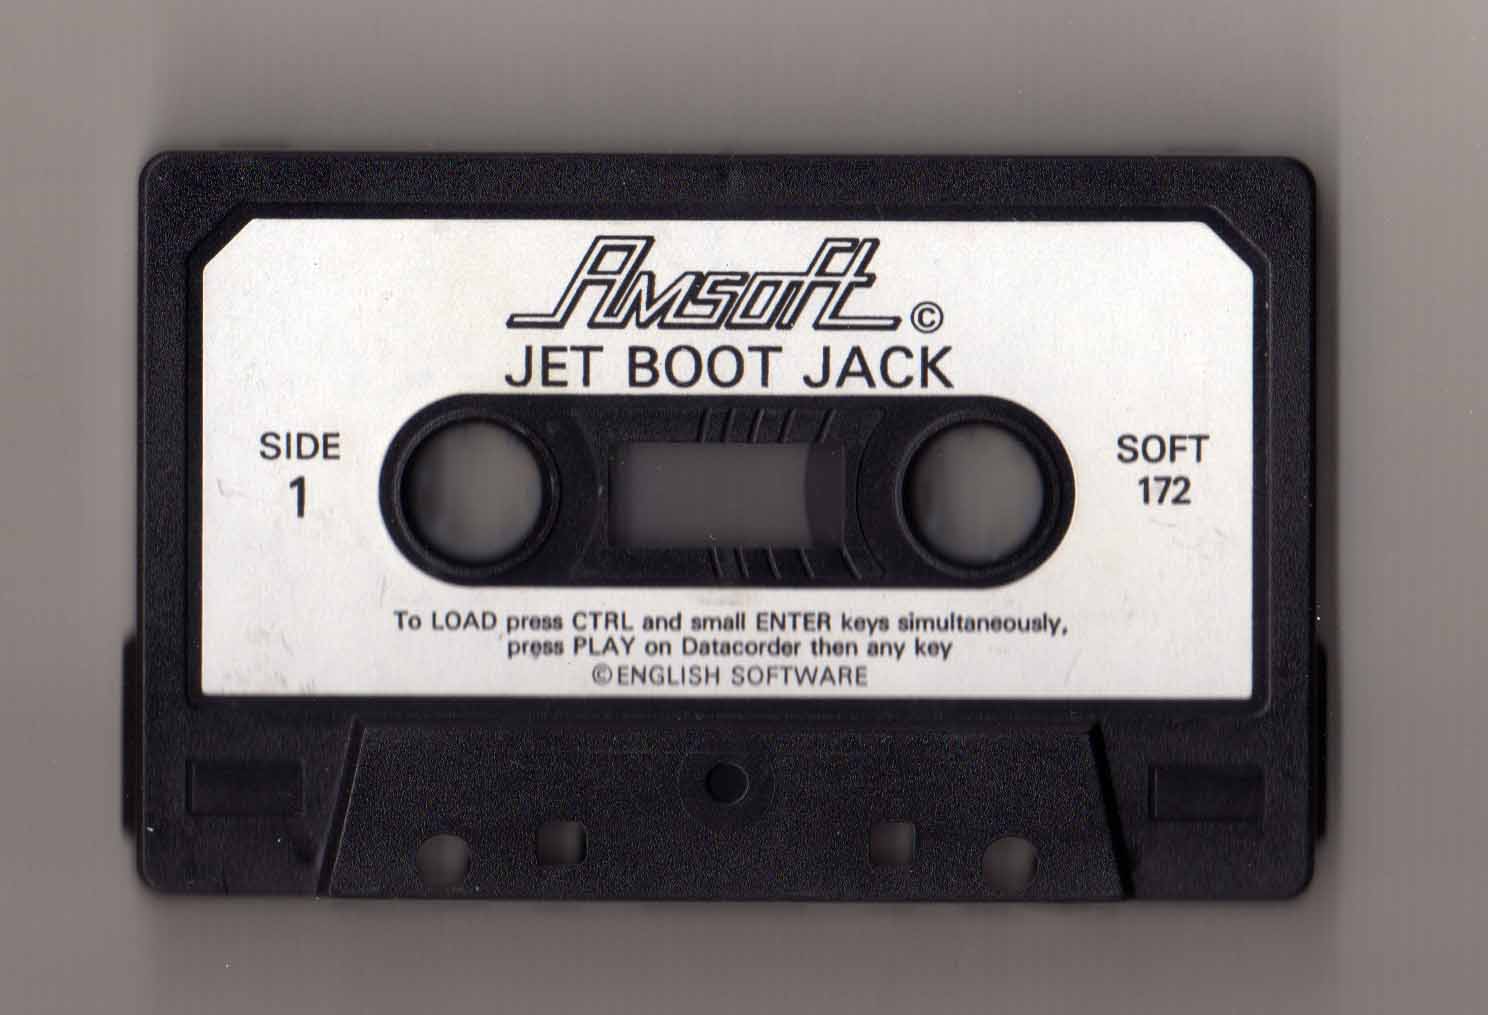 Amsoft ©
JET BOOT JACK
SIDE
1
SOFT
172
To LOAD press CTRL and small ENTER keys simultaneously,
press PLAY on Datacorder then any key
©ENGLISH SOFTWARE